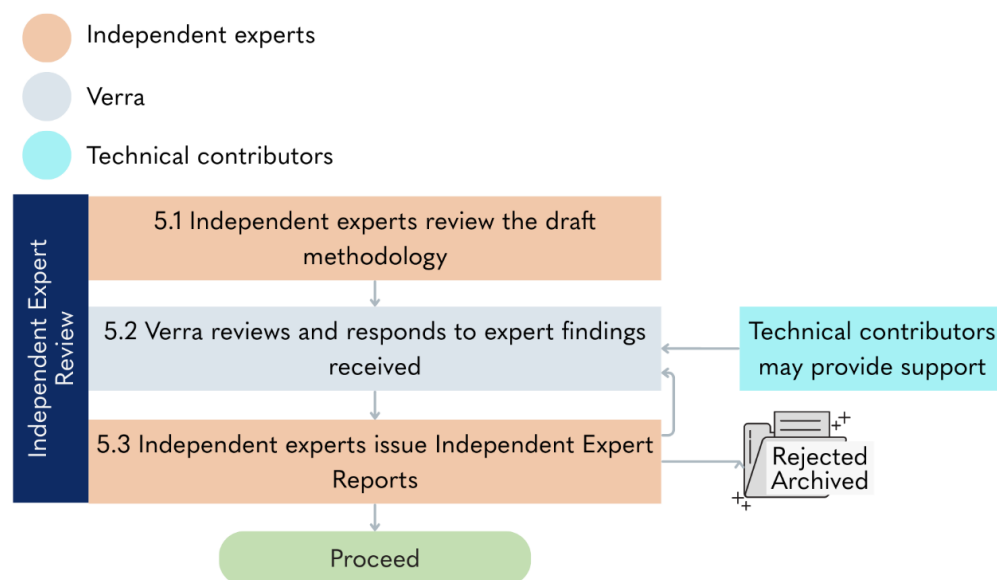 Independent experts
Verra
Technical contributors
Independent Expert
Review
5.1 Independent experts review the draft
methodology
5.2 Verra reviews and responds to expert findings
received
Technical contributors
may provide support
5.3 Independent experts issue Independent Expert
Reports
Rejected
Archived
Proceed